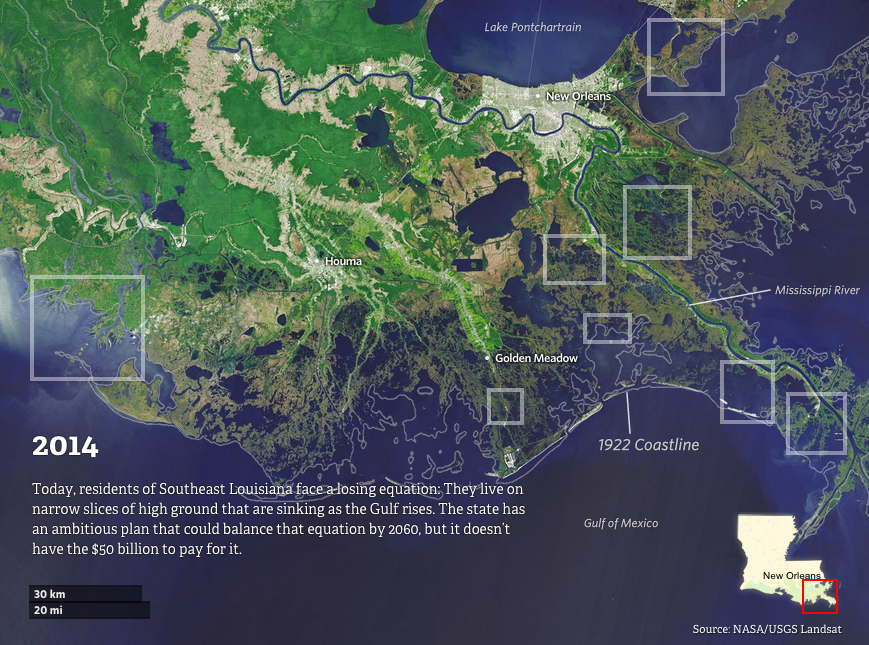 Lake Pontchartrain
New Orleans
Houma
Mississippi River
Golden Meadow
1922 Coastline
2014
Today, residents of Southeast Louisiana face a losing equation: They live on
narrow slices of high ground that are sinking as the Gulf rises. The state has
an ambitious plan that could balance that equation by 2060, but it doesn't
have the $50 billion to pay for it.
Gulf of Mexico
New Orleans
30 km
20 mi
Source: NASA/USGS Landsat